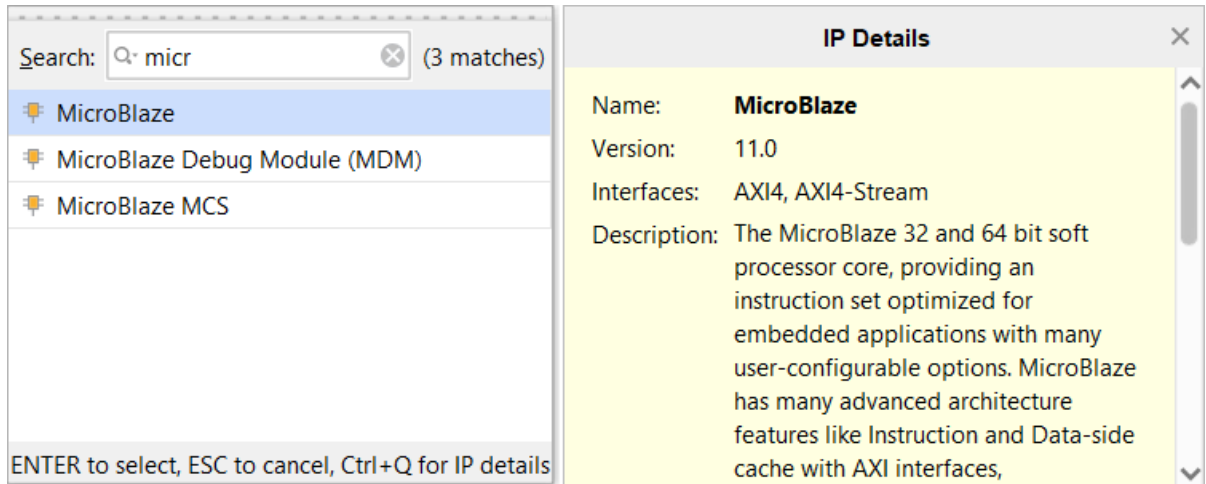 Search: micr (3 matches)
MicroBlaze
MicroBlaze Debug Module (MDM)
MicroBlaze MCS
ENTER to select, ESC to cancel, Ctrl+Q for IP details
IP Details
Name: MicroBlaze
Version: 11.0
Interfaces: AXI4, AXI4-Stream
Description: The MicroBlaze 32 and 64 bit soft
processor core, providing an
instruction set optimized for
embedded applications with many
user-configurable options. MicroBlaze
has many advanced architecture
features like Instruction and Data-side
cache with AXI interfaces,